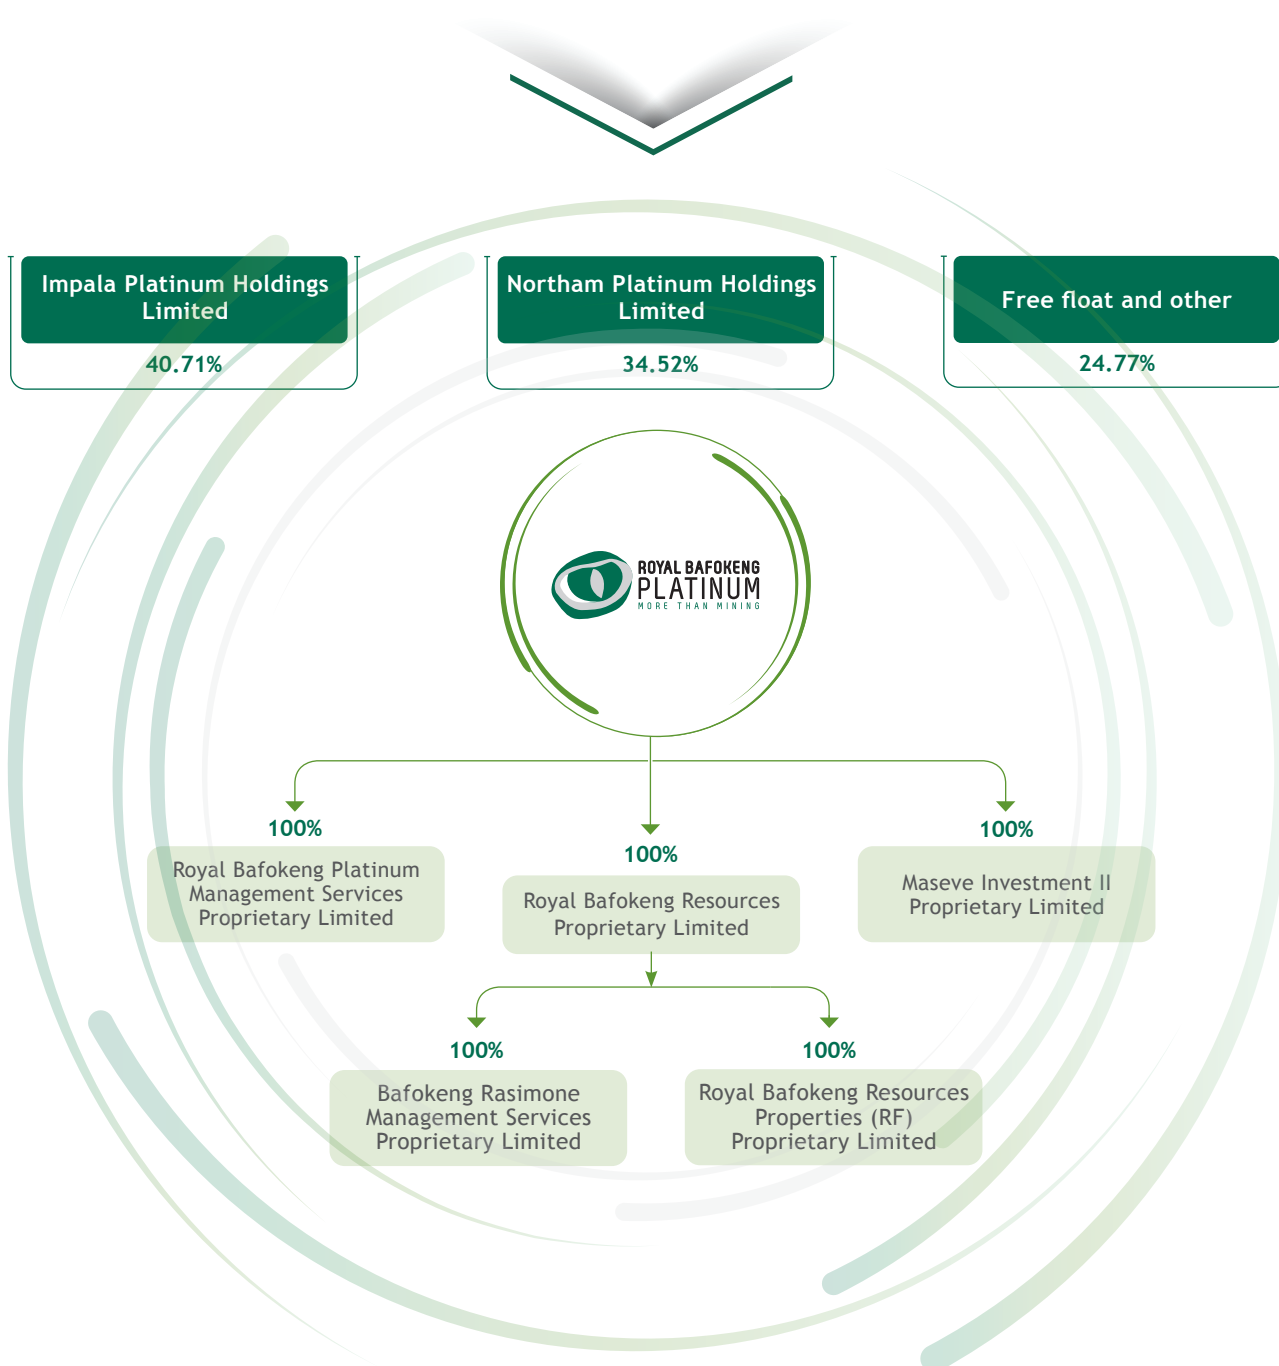 Impala Platinum Holdings
Limited
40.71%
Northam Platinum Holdings
Limited
34.52%
Free float and other
24.77%
ROYAL BAFOKENG
PLATINUM
MORE THAN MINING
100%
Royal Bafokeng Platinum
Management Services
Proprietary Limited
100%
Royal Bafokeng Resources
Proprietary Limited
100%
Maseve Investment II
Proprietary Limited
100%
Bafokeng Rasimone
Management Services
Proprietary Limited
100%
Royal Bafokeng Resources
Properties (RF)
Proprietary Limited